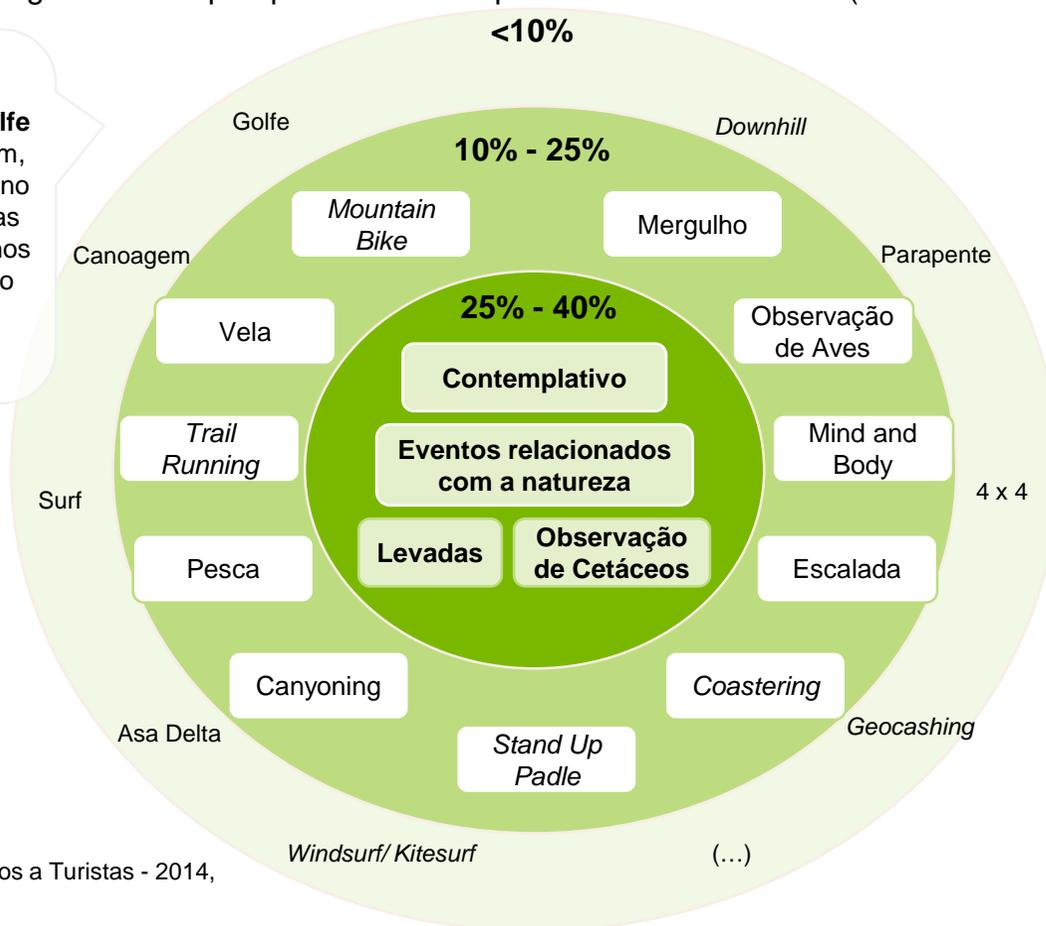 <10%
Golfe
Downhill
10% - 25%
Mountain
Bike
Mergulho
Canoagem
Parapente
25% - 40%
Vela
Observação
de Aves
Contemplativo
Trail
Running
Eventos relacionados
com a natureza
Mind and
Body
Surf
4 x 4
Pesca
Levadas
Observação
de Cetáceos
Escalada
Canyoning
Coastering
Asa Delta
Geocashing
Stand Up
Padle
Windsurf/ Kitesurf
(…)
os a Turistas - 2014,